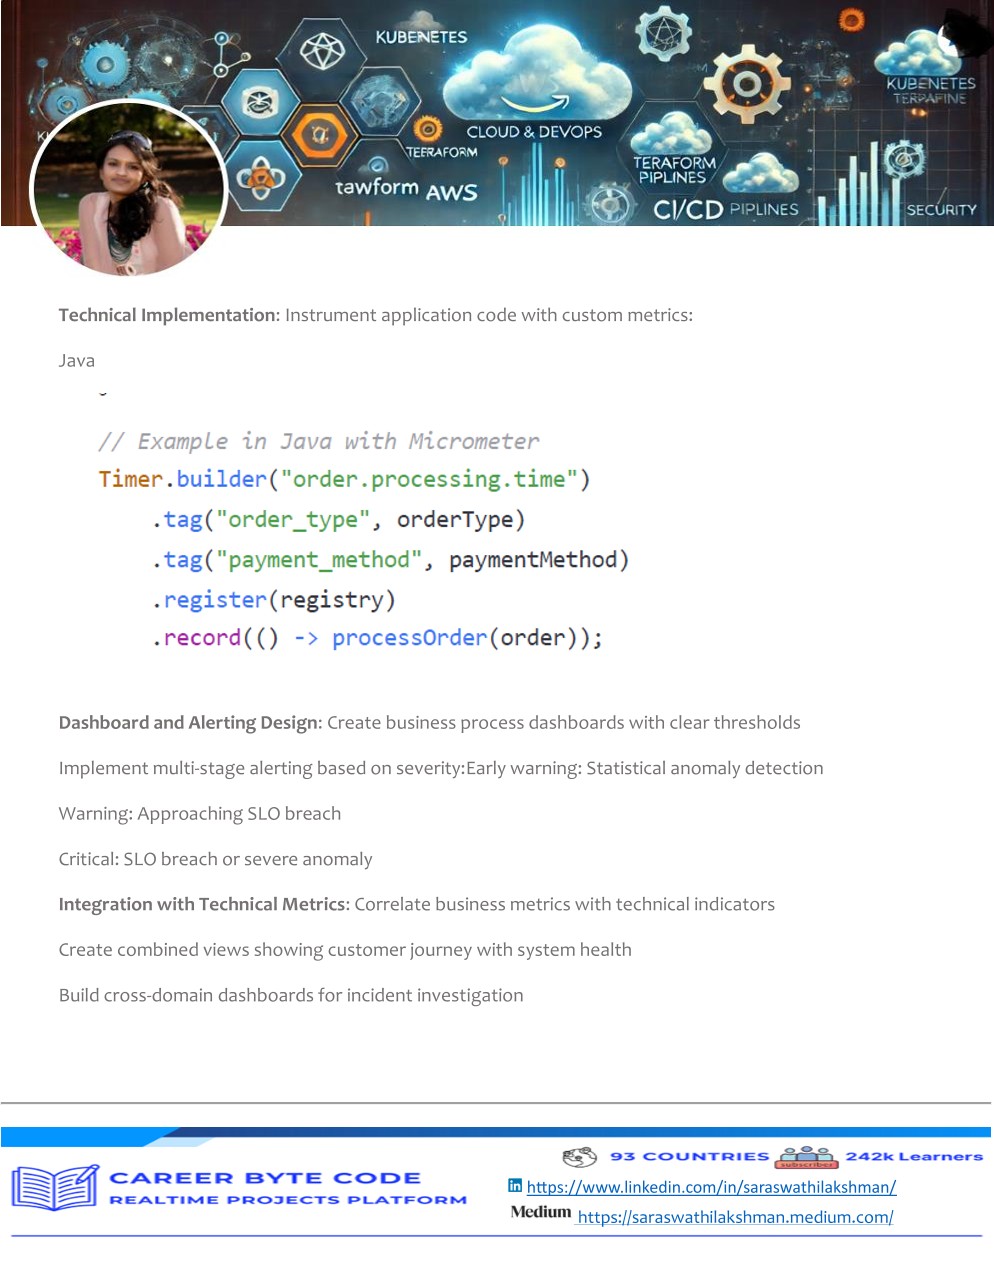 KUBENETES
CLOUD & DEVOPS
TEERAFORM
tawform AWS
TERAFORM
PIPLINES
CI/CD PIPLINES
KUBENETES
TERPAFINE
SECURITY
Technical Implementation: Instrument application code with custom metrics:
Java
// Example in Java with Micrometer
Timer.builder("order.processing.time")
.tag("order_type", orderType)
.tag("payment_method", paymentMethod)
.register(registry)
.record(() -> processOrder(order));
Dashboard and Alerting Design: Create business process dashboards with clear thresholds
Implement multi-stage alerting based on severity:Early warning: Statistical anomaly detection
Warning: Approaching SLO breach
Critical: SLO breach or severe anomaly
Integration with Technical Metrics: Correlate business metrics with technical indicators
Create combined views showing customer journey with system health
Build cross-domain dashboards for incident investigation
CAREER BYTE CODE
REALTIME PROJECTS PLATFORM
93 COUNTRIES
subscriber
242k Learners
in https://www.linkedin.com/in/saraswathilakshman/
Medium https://saraswathilakshman.medium.com/